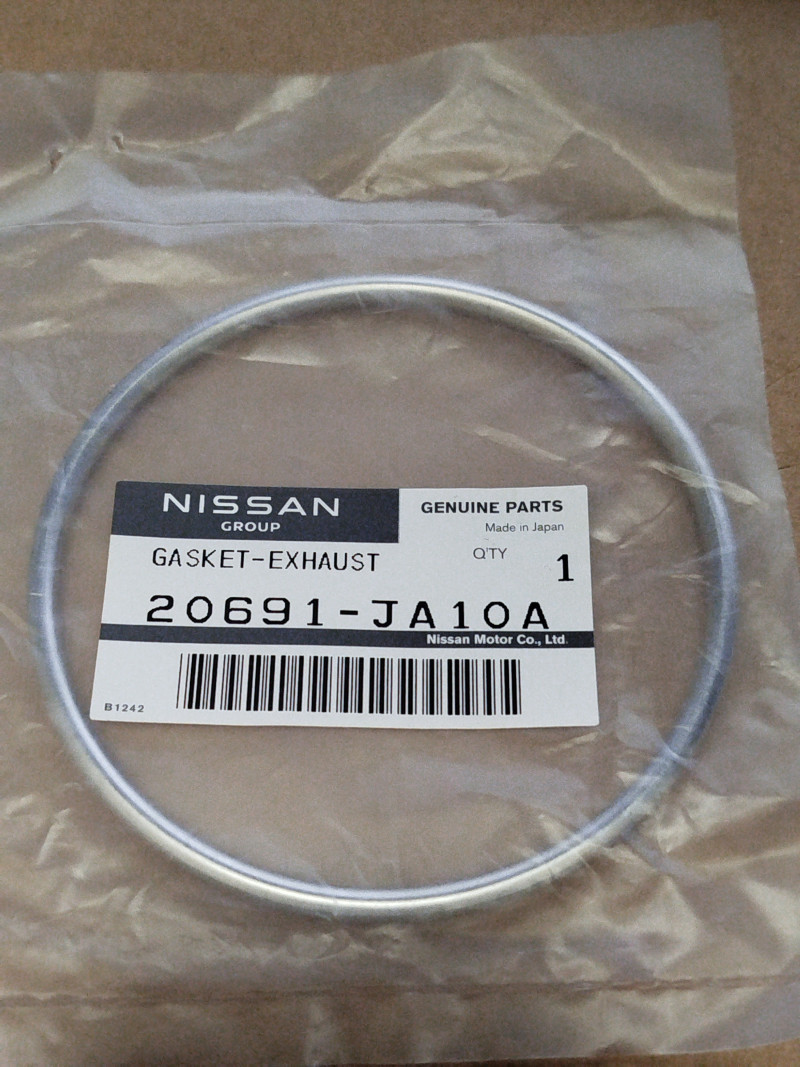 NISSAN
GROUP
GENUINE PARTS
Made in Japan
GASKET-EXHAUST
Q'TY
1
20691-JA10A
Nissan Motor Co., Ltd.
B1242